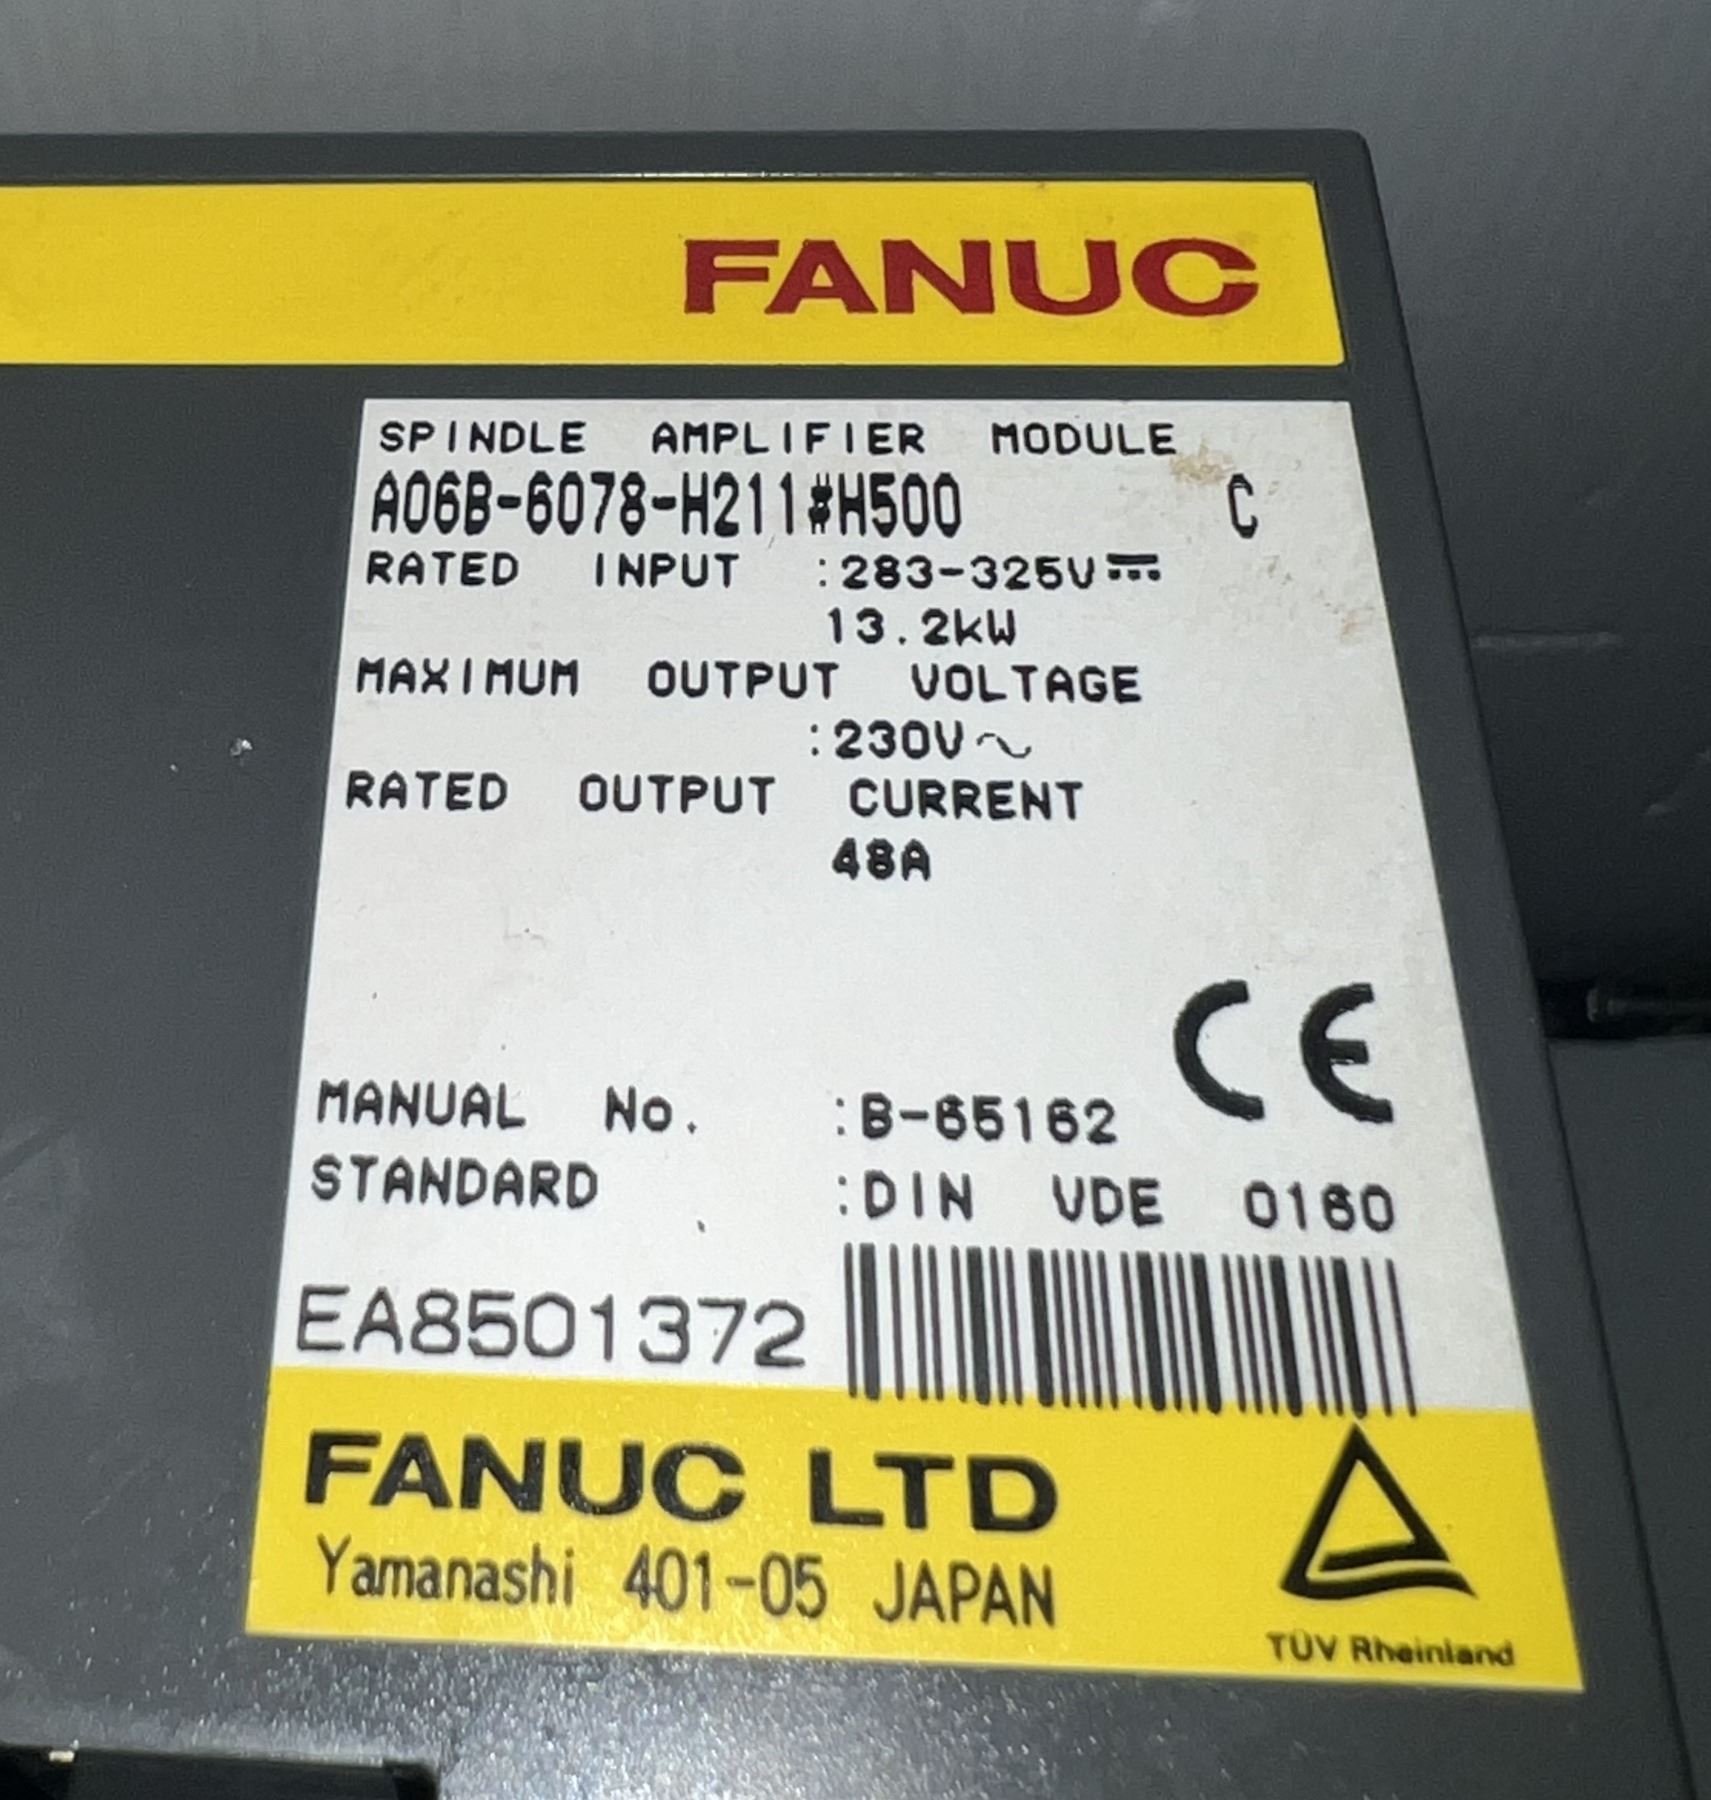 FANUC
SPINDLE AMPLIFIER MODULE
A06B-6078-H211#H500 C
RATED INPUT :283-325V⎓
13.2kW
MAXIMUM OUTPUT VOLTAGE
:230V～
RATED OUTPUT CURRENT
48A
CE
MANUAL No. :B-65162
STANDARD :DIN VDE 0160
EA8501372
FANUC LTD
Yamanashi 401-05 JAPAN
TÜV Rheinland